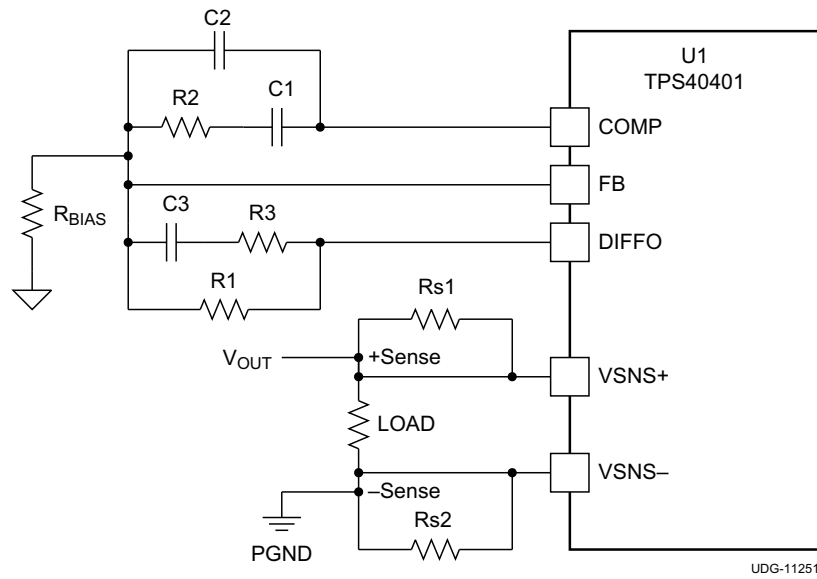 C2
U1
TPS40401
R2
C1
COMP
FB
R_BIAS
C3
R3
DIFFO
R1
Rs1
V_OUT
+Sense
VSNS+
LOAD
VSNS–
–Sense
Rs2
PGND
UDG-11251